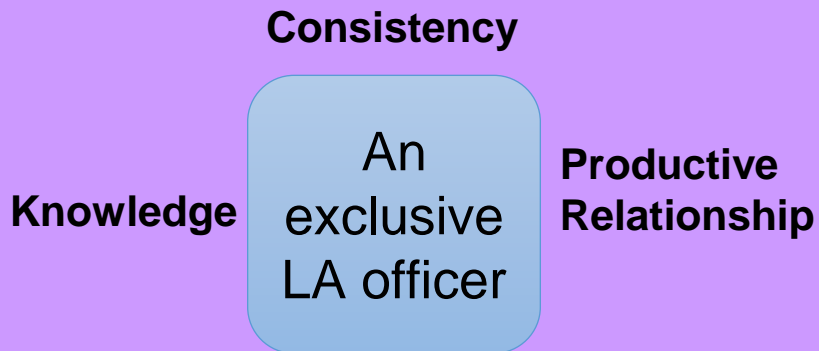 Consistency
Knowledge
An
exclusive
LA officer
Productive
Relationship